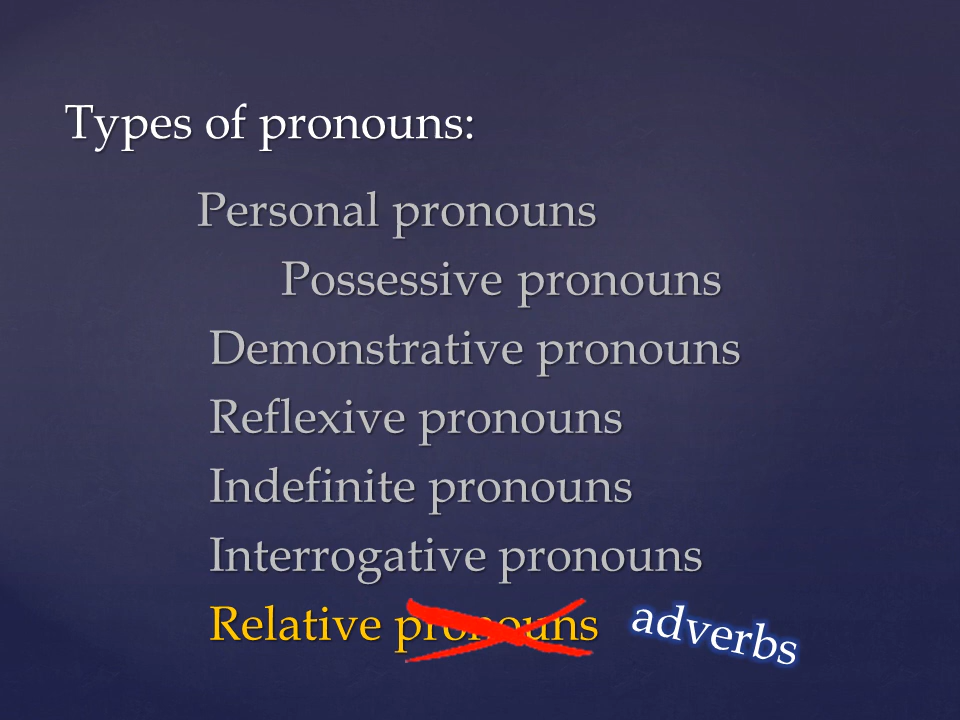 Types of pronouns:
Personal pronouns
Possessive pronouns
Demonstrative pronouns
Reflexive pronouns
Indefinite pronouns
Interrogative pronouns
Relative pronouns adverbs